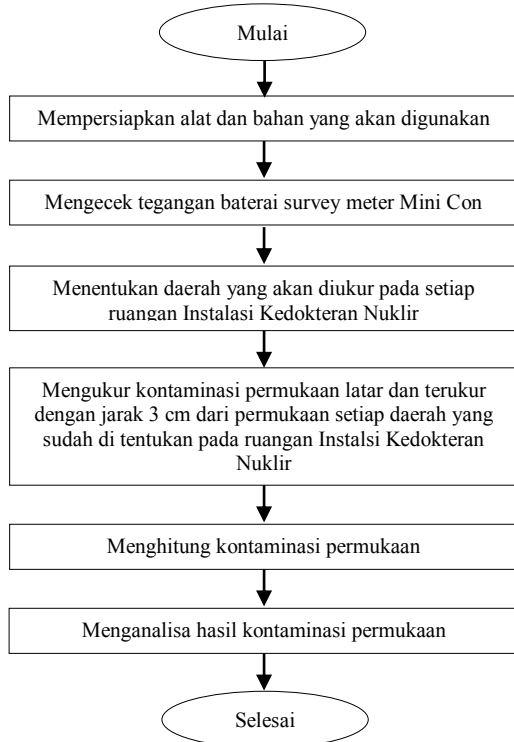 Mulai
Mempersiapkan alat dan bahan yang akan digunakan
Mengecek tegangan baterai survey meter Mini Con
Menentukan daerah yang akan diukur pada setiap
ruangan Instalasi Kedokteran Nuklir
Mengukur kontaminasi permukaan latar dan terukur
dengan jarak 3 cm dari permukaan setiap daerah yang
sudah di tentukan pada ruangan Instalsi Kedokteran
Nuklir
Menghitung kontaminasi permukaan
Menganalisa hasil kontaminasi permukaan
Selesai